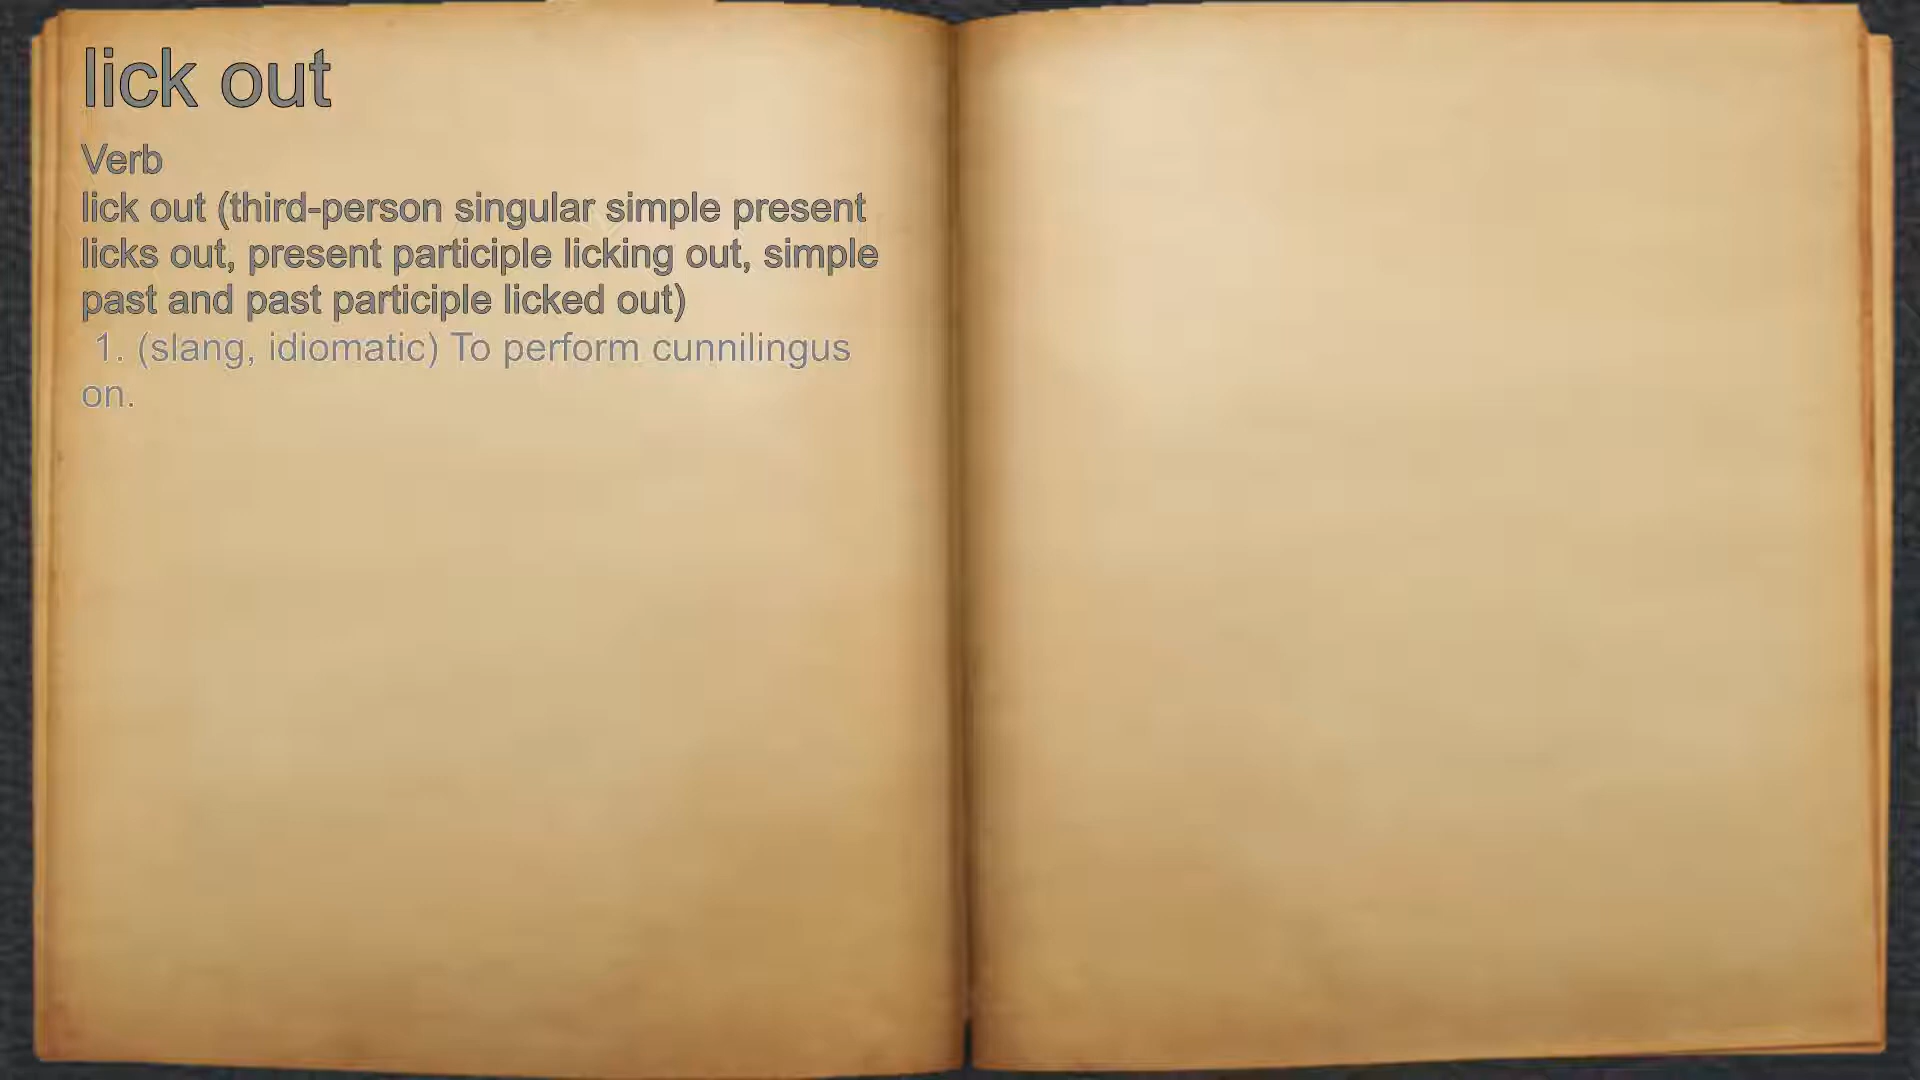 lick out
Verb
lick out (third-person singular simple present
licks out, present participle licking out, simple
past and past participle licked out)
1. (slang, idiomatic) To perform cunnilingus
on.